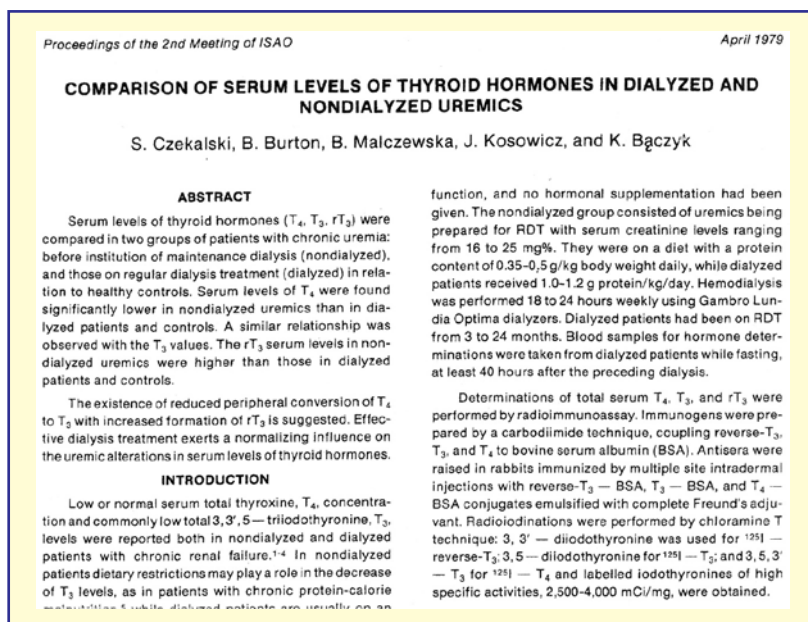 Proceedings of the 2nd Meeting of ISAO
April 1979
COMPARISON OF SERUM LEVELS OF THYROID HORMONES IN DIALYZED AND
NONDIALYZED UREMICS
S. Czekalski, B. Burton, B. Malczewska, J. Kosowicz, and K. Bączyk
ABSTRACT
Serum levels of thyroid hormones (T₄, T₃, rT₃) were
compared in two groups of patients with chronic uremia:
before institution of maintenance dialysis (nondialyzed),
and those on regular dialysis treatment (dialyzed) in rela-
tion to healthy controls. Serum levels of T₄ were found
significantly lower in nondialyzed uremics than in dia-
lyzed patients and controls. A similar relationship was
observed with the T₃ values. The rT₃ serum levels in non-
dialyzed uremics were higher than those in dialyzed
patients and controls.
The existence of reduced peripheral conversion of T₄
to T₃ with increased formation of rT₃ is suggested. Effec-
tive dialysis treatment exerts a normalizing influence on
the uremic alterations in serum levels of thyroid hormones.
INTRODUCTION
Low or normal serum total thyroxine, T₄, concentra-
tion and commonly low total 3,3′,5—triiodothyronine, T₃,
levels were reported both in nondialyzed and dialyzed
patients with chronic renal failure.¹⁻⁴ In nondialyzed
patients dietary restrictions may play a role in the decrease
of T₃ levels, as in patients with chronic protein-calorie
malnutrition,⁵ while dialyzed patients are usually on an
function, and no hormonal supplementation had been
given. The nondialyzed group consisted of uremics being
prepared for RDT with serum creatinine levels ranging
from 16 to 25 mg%. They were on a diet with a protein
content of 0.35-0,5 g/kg body weight daily, while dialyzed
patients received 1.0-1.2 g protein/kg/day. Hemodialysis
was performed 18 to 24 hours weekly using Gambro Lun-
dia Optima dialyzers. Dialyzed patients had been on RDT
from 3 to 24 months. Blood samples for hormone deter-
minations were taken from dialyzed patients while fasting,
at least 40 hours after the preceding dialysis.
Determinations of total serum T₄, T₃, and rT₃ were
performed by radioimmunoassay. Immunogens were pre-
pared by a carbodiimide technique, coupling reverse-T₃,
T₃, and T₄ to bovine serum albumin (BSA). Antisera were
raised in rabbits immunized by multiple site intradermal
injections with reverse-T₃ — BSA, T₃ — BSA, and T₄ —
BSA conjugates emulsified with complete Freund's adju-
vant. Radioiodinations were performed by chloramine T
technique: 3, 3′ — diiodothyronine was used for ¹²⁵I —
reverse-T₃; 3, 5 — diiodothyronine for ¹²⁵I — T₃; and 3, 5, 3′
— T₃ for ¹²⁵I — T₄ and labelled iodothyronines of high
specific activities, 2,500-4,000 mCi/mg, were obtained.